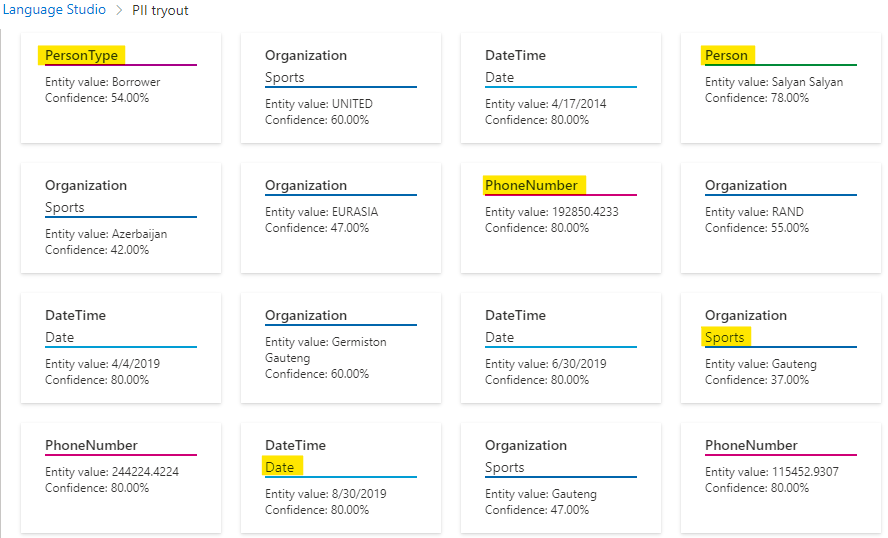 Language Studio > PII tryout
PersonType
Entity value: Borrower
Confidence: 54.00%
Organization
Sports
Entity value: UNITED
Confidence: 60.00%
DateTime
Date
Entity value: 4/17/2014
Confidence: 80.00%
Person
Entity value: Salyan Salyan
Confidence: 78.00%
Organization
Sports
Entity value: Azerbaijan
Confidence: 42.00%
Organization
Entity value: EURASIA
Confidence: 47.00%
PhoneNumber
Entity value: 192850.4233
Confidence: 80.00%
Organization
Entity value: RAND
Confidence: 55.00%
DateTime
Date
Entity value: 4/4/2019
Confidence: 80.00%
Organization
Entity value: Germiston
Gauteng
Confidence: 60.00%
DateTime
Date
Entity value: 6/30/2019
Confidence: 80.00%
Organization
Sports
Entity value: Gauteng
Confidence: 37.00%
PhoneNumber
Entity value: 244224.4224
Confidence: 80.00%
DateTime
Date
Entity value: 8/30/2019
Confidence: 80.00%
Organization
Sports
Entity value: Gauteng
Confidence: 47.00%
PhoneNumber
Entity value: 115452.9307
Confidence: 80.00%